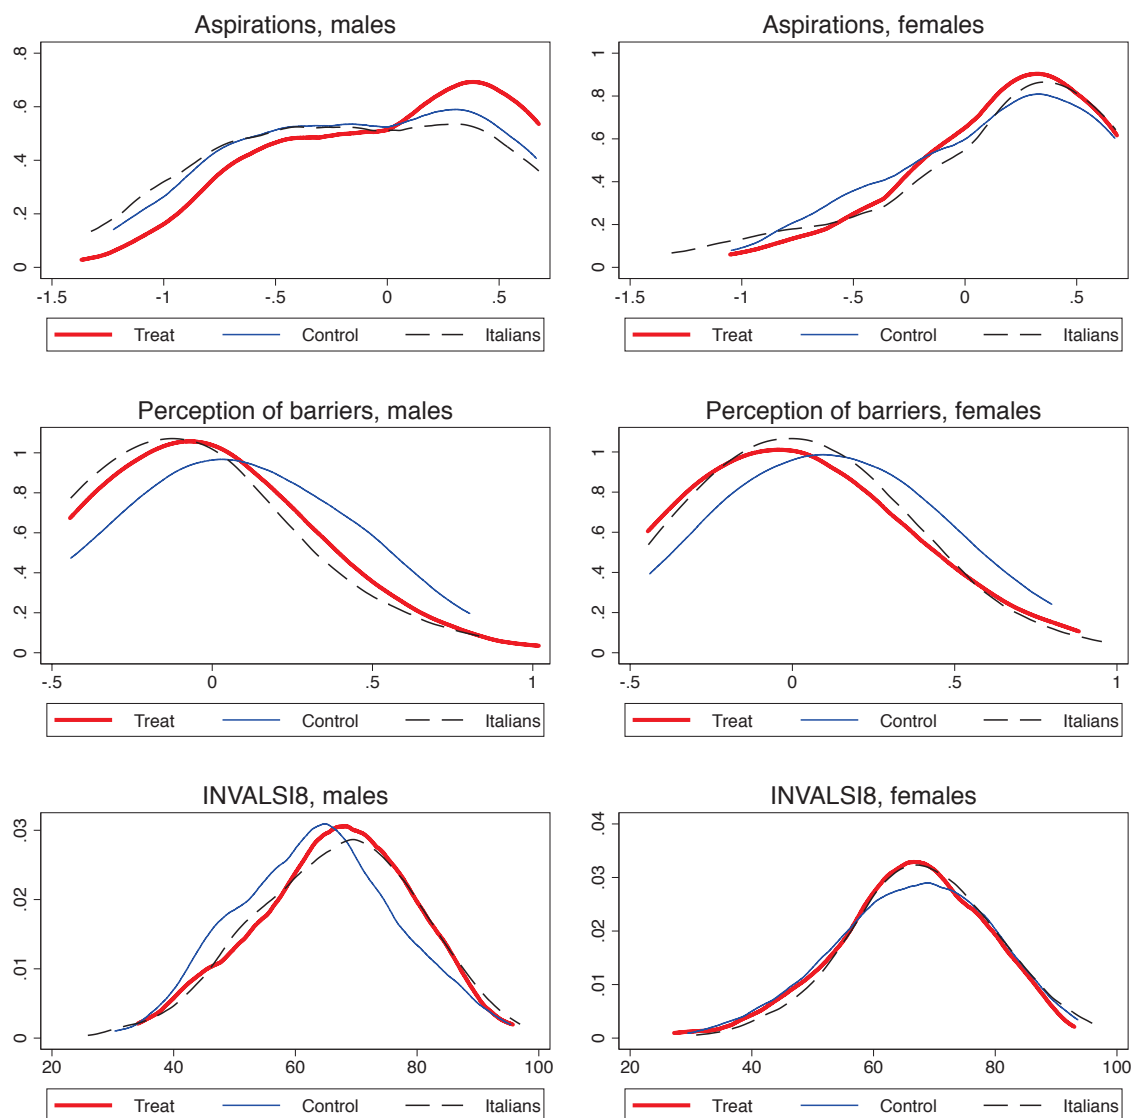 Aspirations, males
0 .2 .4 .6 .8
-1.5 -1 -.5 0 .5
Treat Control Italians
Aspirations, females
0 .2 .4 .6 .8 1
-1.5 -1 -.5 0 .5
Treat Control Italians
Perception of barriers, males
0 .2 .4 .6 .8 1
-.5 0 .5 1
Treat Control Italians
Perception of barriers, females
0 .2 .4 .6 .8 1
-.5 0 .5 1
Treat Control Italians
INVALSI8, males
0 .01 .02 .03
20 40 60 80 100
Treat Control Italians
INVALSI8, females
0 .01 .02 .03 .04
20 40 60 80 100
Treat Control Italians